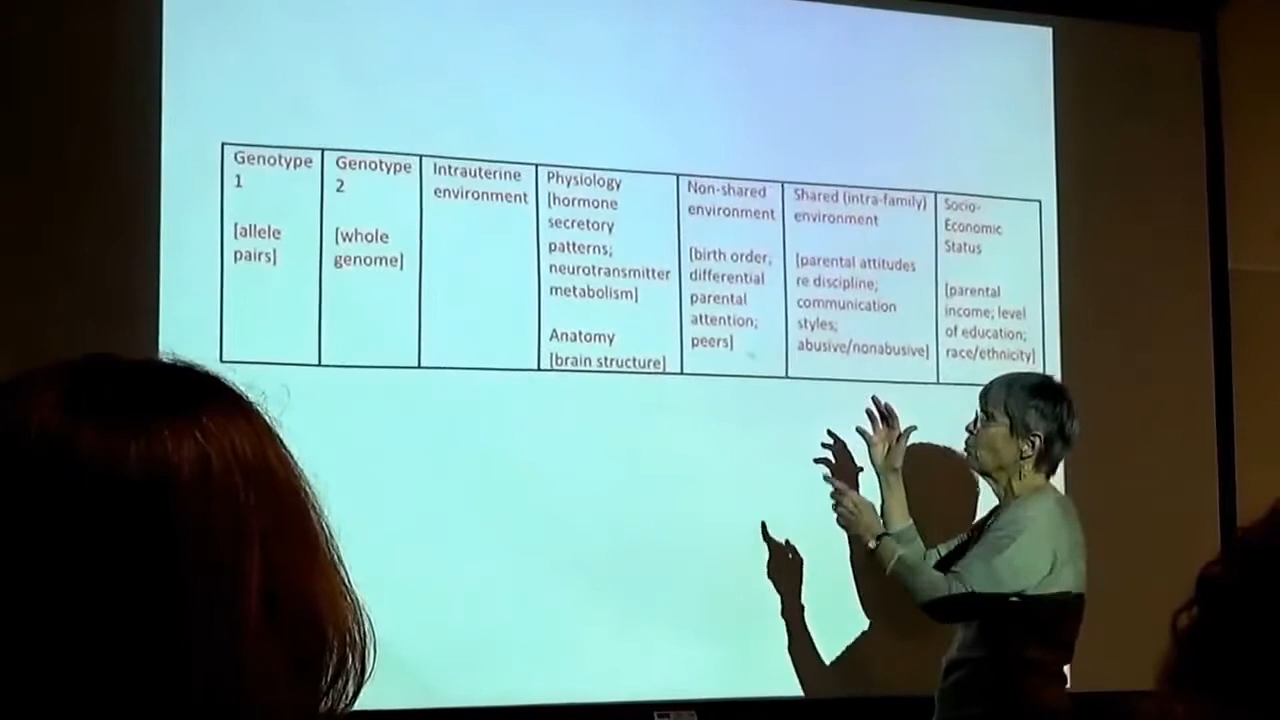 Genotype
1
[allele
pairs]
Genotype
2
[whole
genome]
Intrauterine
environment
Physiology
[hormone
secretory
patterns;
neurotransmitter
metabolism]
Anatomy
[brain structure]
Non-shared
environment
[birth order,
differential
parental
attention;
peers]
Shared (intra-family)
environment
[parental attitudes
re discipline;
communication
styles;
abusive/nonabusive]
Socio-
Economic
Status
[parental
income; level
of education;
race/ethnicity]